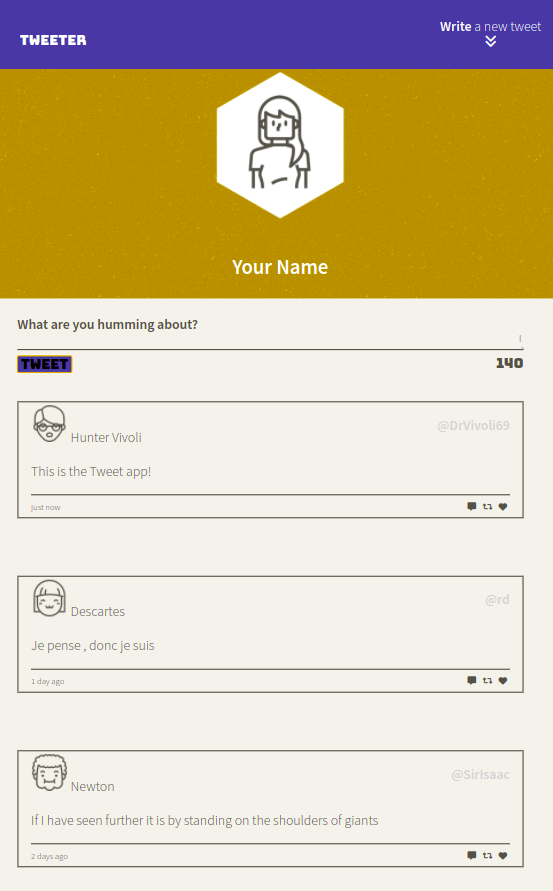 TWEETER
Write a new tweet
Your Name
What are you humming about?
TWEET
140
Hunter Vivoli
@DrVivoli69
This is the Tweet app!
just now
Descartes
@rd
Je pense , donc je suis
1 day ago
Newton
@SirIsaac
If I have seen further it is by standing on the shoulders of giants
2 days ago